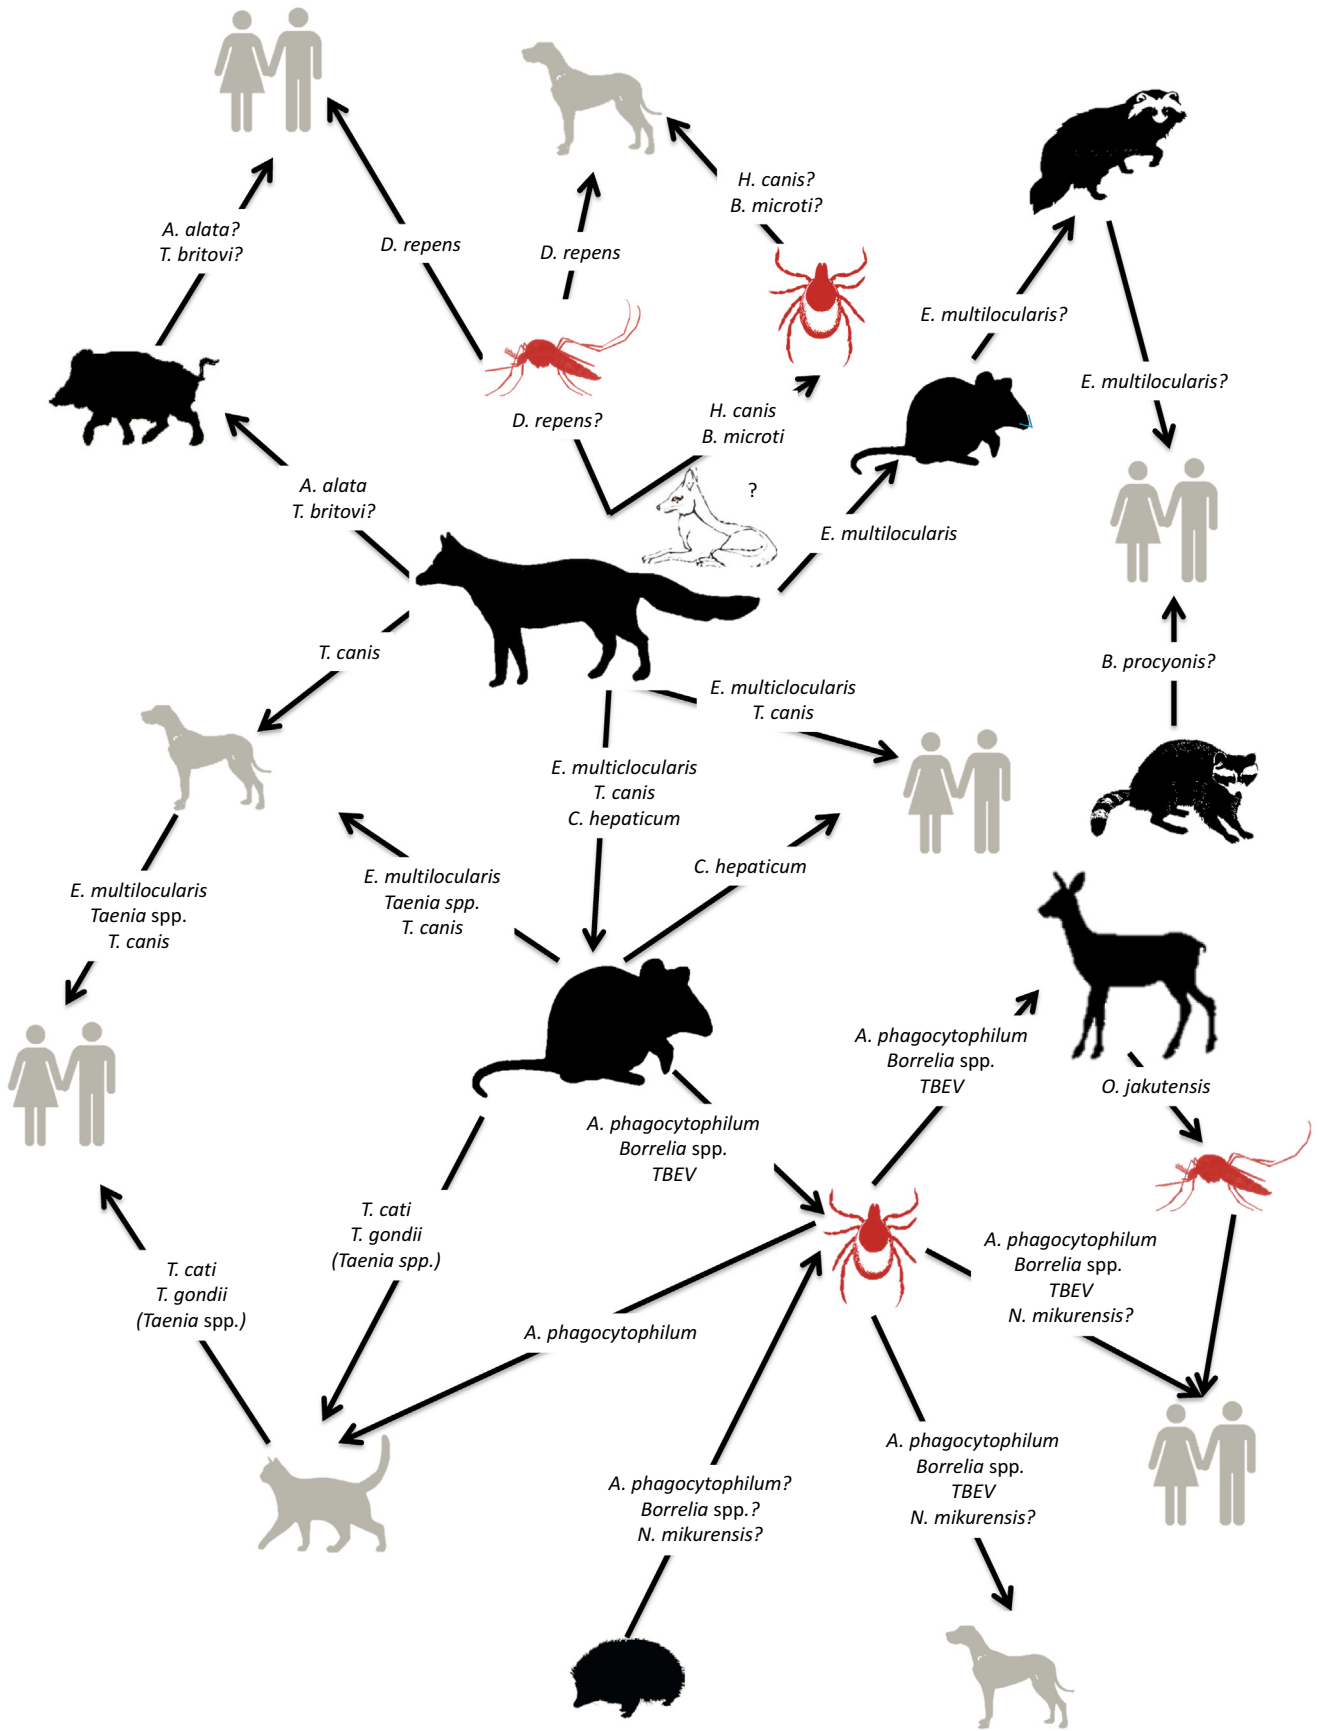 H. canis?
B. microti?
A. alata?
T. britovi?
D. repens
D. repens
E. multilocularis?
E. multilocularis?
D. repens?
H. canis
B. microti
A. alata
T. britovi?
?
E. multilocularis
T. canis
B. procyonis?
E. multiclocularis
T. canis
E. multiclocularis
T. canis
C. hepaticum
C. hepaticum
E. multilocularis
Taenia spp.
T. canis
E. multilocularis
Taenia spp.
T. canis
A. phagocytophilum
Borrelia spp.
TBEV
O. jakutensis
A. phagocytophilum
Borrelia spp.
TBEV
T. cati
T. gondii
(Taenia spp.)
A. phagocytophilum
Borrelia spp.
TBEV
N. mikurensis?
T. cati
T. gondii
(Taenia spp.)
A. phagocytophilum
A. phagocytophilum
Borrelia spp.
TBEV
N. mikurensis?
A. phagocytophilum?
Borrelia spp.?
N. mikurensis?